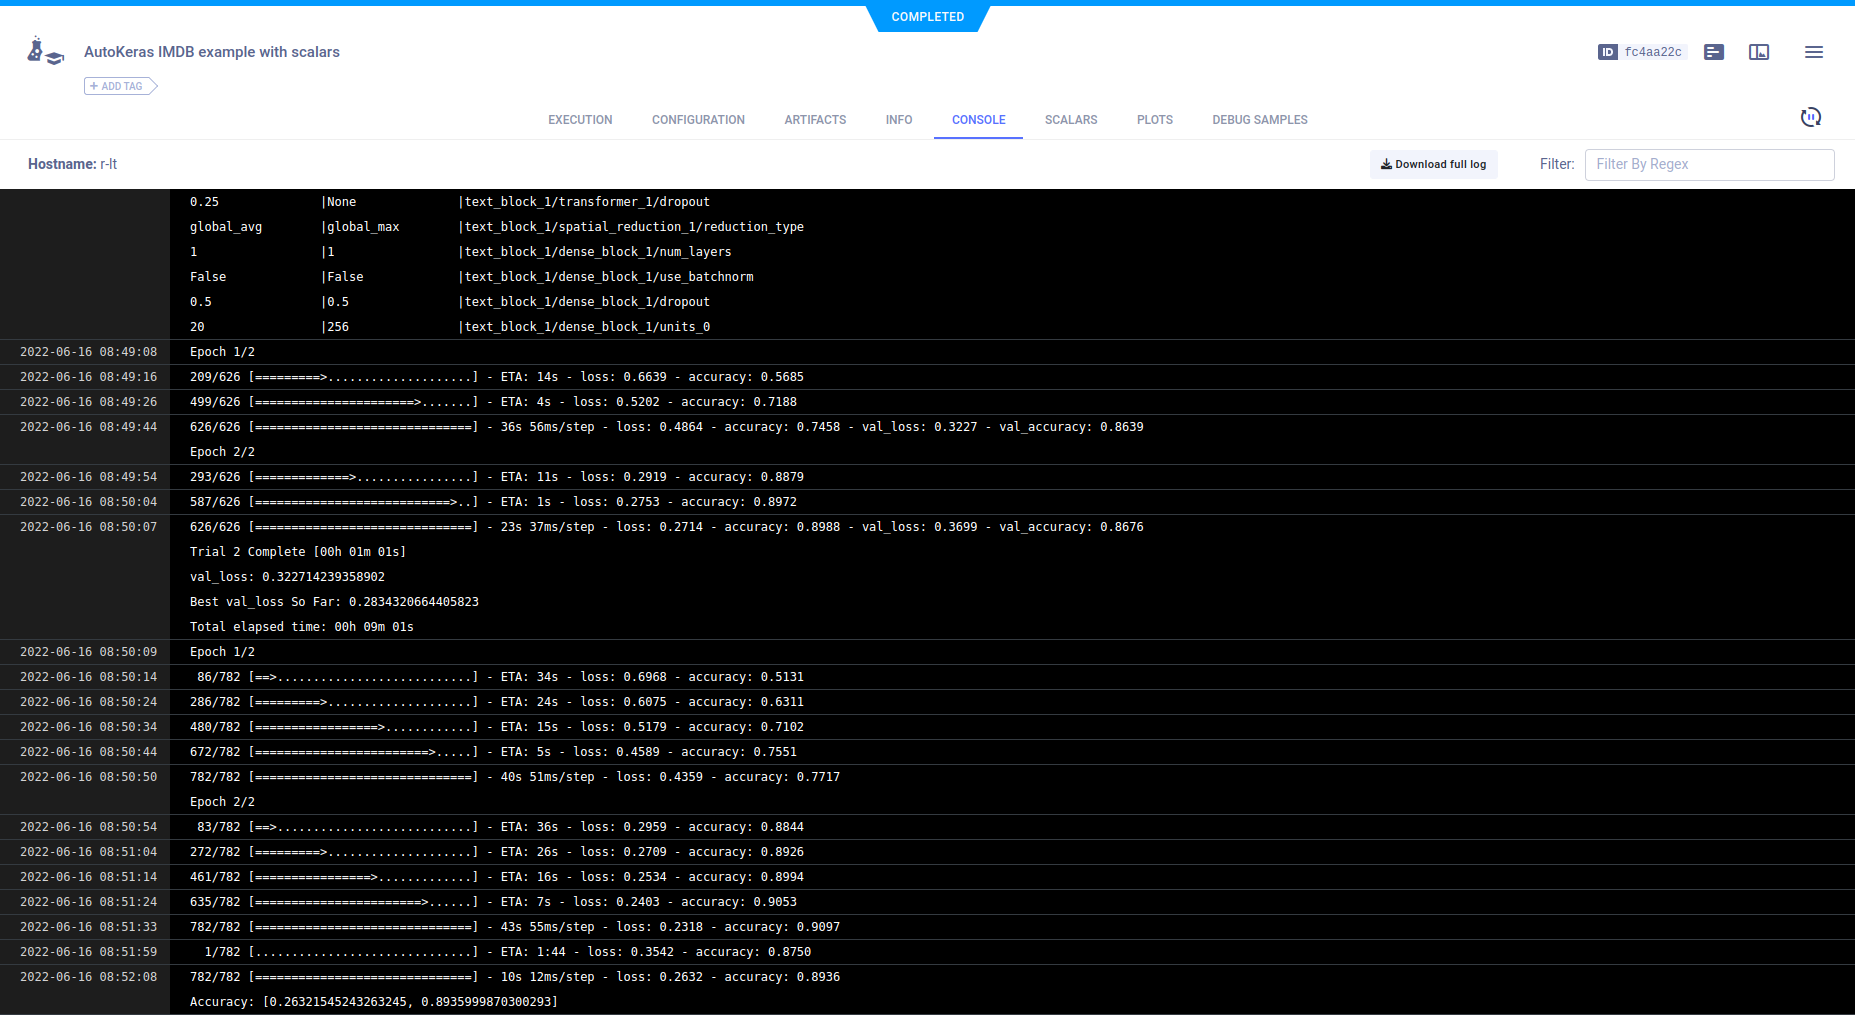 COMPLETED
AutoKeras IMDB example with scalars
ID fc4aa22c
+ ADD TAG
EXECUTION CONFIGURATION ARTIFACTS INFO CONSOLE SCALARS PLOTS DEBUG SAMPLES
Hostname: r-lt Download full log Filter: Filter By Regex
0.25 |None |text_block_1/transformer_1/dropout
global_avg |global_max |text_block_1/spatial_reduction_1/reduction_type
1 |1 |text_block_1/dense_block_1/num_layers
False |False |text_block_1/dense_block_1/use_batchnorm
0.5 |0.5 |text_block_1/dense_block_1/dropout
20 |256 |text_block_1/dense_block_1/units_0
2022-06-16 08:49:08 Epoch 1/2
2022-06-16 08:49:16 209/626 [=========>....................] - ETA: 14s - loss: 0.6639 - accuracy: 0.5685
2022-06-16 08:49:26 499/626 [======================>.......] - ETA: 4s - loss: 0.5202 - accuracy: 0.7188
2022-06-16 08:49:44 626/626 [==============================] - 36s 56ms/step - loss: 0.4864 - accuracy: 0.7458 - val_loss: 0.3227 - val_accuracy: 0.8639
Epoch 2/2
2022-06-16 08:49:54 293/626 [=============>................] - ETA: 11s - loss: 0.2919 - accuracy: 0.8879
2022-06-16 08:50:04 587/626 [===========================>..] - ETA: 1s - loss: 0.2753 - accuracy: 0.8972
2022-06-16 08:50:07 626/626 [==============================] - 23s 37ms/step - loss: 0.2714 - accuracy: 0.8988 - val_loss: 0.3699 - val_accuracy: 0.8676
Trial 2 Complete [00h 01m 01s]
val_loss: 0.322714239358902
Best val_loss So Far: 0.2834320664405823
Total elapsed time: 00h 09m 01s
2022-06-16 08:50:09 Epoch 1/2
2022-06-16 08:50:14 86/782 [==>...........................] - ETA: 34s - loss: 0.6968 - accuracy: 0.5131
2022-06-16 08:50:24 286/782 [=========>....................] - ETA: 24s - loss: 0.6075 - accuracy: 0.6311
2022-06-16 08:50:34 480/782 [=================>............] - ETA: 15s - loss: 0.5179 - accuracy: 0.7102
2022-06-16 08:50:44 672/782 [========================>.....] - ETA: 5s - loss: 0.4589 - accuracy: 0.7551
2022-06-16 08:50:50 782/782 [==============================] - 40s 51ms/step - loss: 0.4359 - accuracy: 0.7717
Epoch 2/2
2022-06-16 08:50:54 83/782 [==>...........................] - ETA: 36s - loss: 0.2959 - accuracy: 0.8844
2022-06-16 08:51:04 272/782 [=========>....................] - ETA: 26s - loss: 0.2709 - accuracy: 0.8926
2022-06-16 08:51:14 461/782 [================>.............] - ETA: 16s - loss: 0.2534 - accuracy: 0.8994
2022-06-16 08:51:24 635/782 [=======================>......] - ETA: 7s - loss: 0.2403 - accuracy: 0.9053
2022-06-16 08:51:33 782/782 [==============================] - 43s 55ms/step - loss: 0.2318 - accuracy: 0.9097
2022-06-16 08:51:59 1/782 [..............................] - ETA: 1:44 - loss: 0.3542 - accuracy: 0.8750
2022-06-16 08:52:08 782/782 [==============================] - 10s 12ms/step - loss: 0.2632 - accuracy: 0.8936
Accuracy: [0.26321545243263245, 0.8935999870300293]